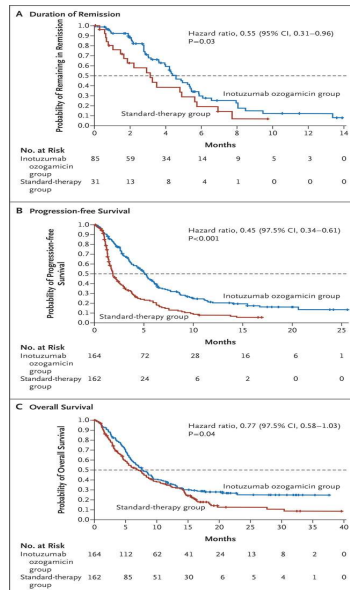 A Duration of Remission
Probability of Remaining in Remission
1.0
0.9
0.8
0.7
0.6
0.5
0.4
0.3
0.2
0.1
0.0
Hazard ratio, 0.55 (95% CI, 0.31–0.96)
P=0.03
Inotuzumab ozogamicin group
Standard-therapy group
0 2 4 6 8 10 12 14
Months
No. at Risk
Inotuzumab ozogamicin group 85 59 34 14 9 5 3 0
Standard-therapy group 31 13 8 4 1 0 0 0
B Progression-free Survival
Probability of Progression-free Survival
1.0
0.9
0.8
0.7
0.6
0.5
0.4
0.3
0.2
0.1
0.0
Hazard ratio, 0.45 (97.5% CI, 0.34–0.61)
P<0.001
Inotuzumab ozogamicin group
Standard-therapy group
0 5 10 15 20 25
Months
No. at Risk
Inotuzumab ozogamicin group 164 72 28 16 6 1
Standard-therapy group 162 24 6 2 0 0
C Overall Survival
Probability of Overall Survival
1.0
0.9
0.8
0.7
0.6
0.5
0.4
0.3
0.2
0.1
0.0
Hazard ratio, 0.77 (97.5% CI, 0.58–1.03)
P=0.04
Inotuzumab ozogamicin group
Standard-therapy group
0 5 10 15 20 25 30 35 40
Months
No. at Risk
Inotuzumab ozogamicin group 164 112 62 41 24 13 8 2 0
Standard-therapy group 162 85 51 30 6 5 4 1 0